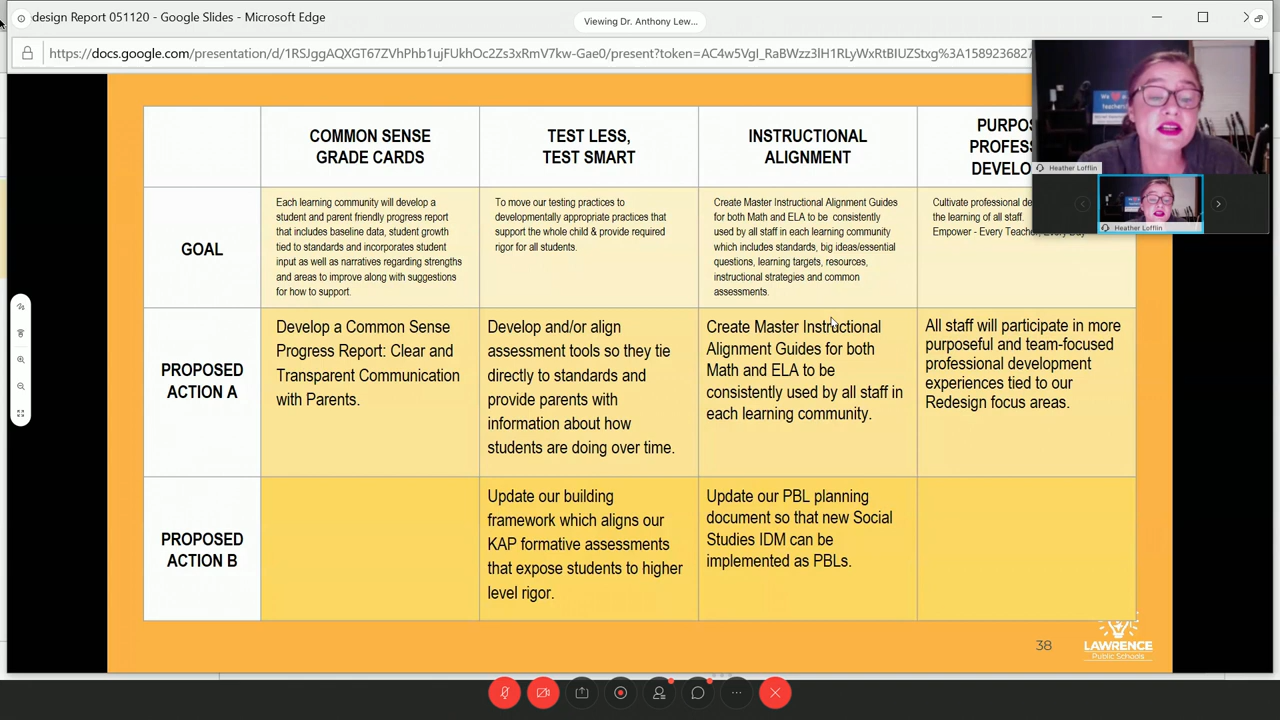 design Report 051120 - Google Slides - Microsoft Edge
Viewing Dr. Anthony Lew...
https://docs.google.com/presentation/d/1RSJggAQXGT67ZVhPhb1ujFUkhOc2Zs3xRmV7kw-Gae0/present?token=AC4w5VgI_RaBWzz3lH1RLyWxRtBIUZStxg%3A1589236827
COMMON SENSE
GRADE CARDS
TEST LESS,
TEST SMART
INSTRUCTIONAL
ALIGNMENT
PURPOS
PROFESS
DEVELO
Heather Lofflin
Heather Lofflin
GOAL
Each learning community will develop a
student and parent friendly progress report
that includes baseline data, student growth
tied to standards and incorporates student
input as well as narratives regarding strengths
and areas to improve along with suggestions
for how to support.
To move our testing practices to
developmentally appropriate practices that
support the whole child & provide required
rigor for all students.
Create Master Instructional Alignment Guides
for both Math and ELA to be consistently
used by all staff in each learning community
which includes standards, big ideas/essential
questions, learning targets, resources,
instructional strategies and common
assessments.
Cultivate professional de
the learning of all staff.
Empower - Every Teacher, Every Day
PROPOSED
ACTION A
Develop a Common Sense
Progress Report: Clear and
Transparent Communication
with Parents.
Develop and/or align
assessment tools so they tie
directly to standards and
provide parents with
information about how
students are doing over time.
Create Master Instructional
Alignment Guides for both
Math and ELA to be
consistently used by all staff in
each learning community.
All staff will participate in more
purposeful and team-focused
professional development
experiences tied to our
Redesign focus areas.
PROPOSED
ACTION B
Update our building
framework which aligns our
KAP formative assessments
that expose students to higher
level rigor.
Update our PBL planning
document so that new Social
Studies IDM can be
implemented as PBLs.
38
LAWRENCE
Public Schools